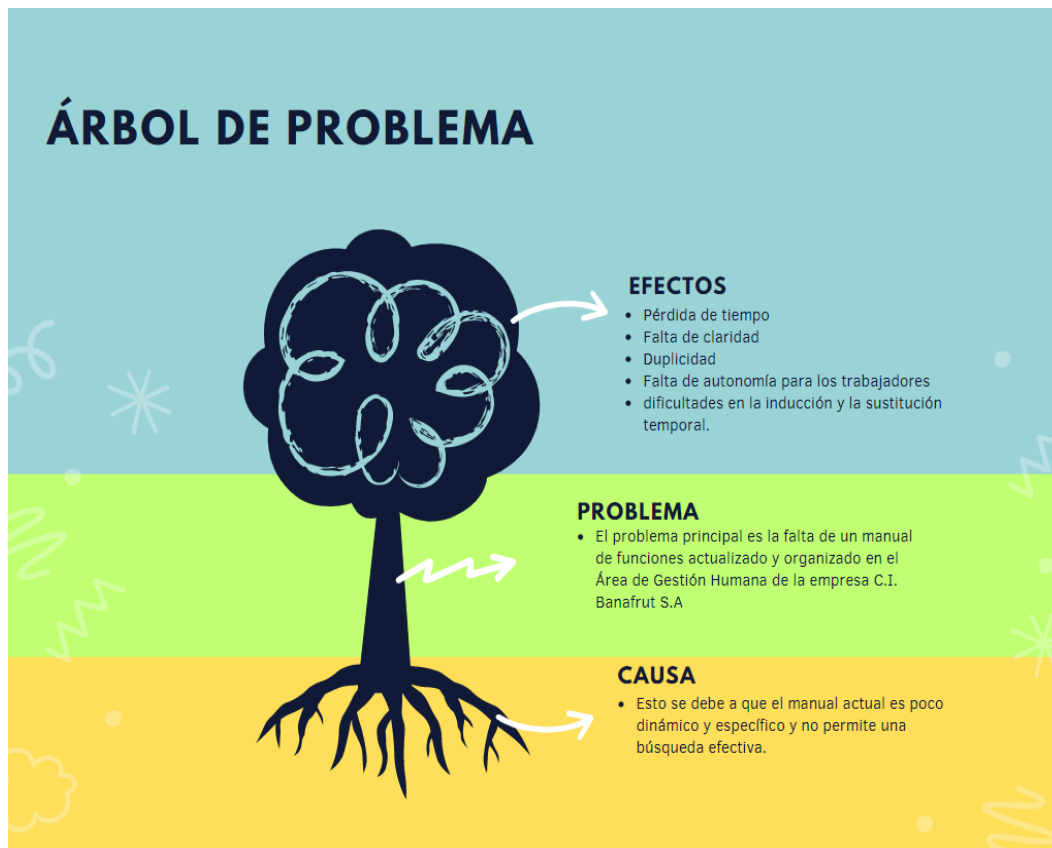 ÁRBOL DE PROBLEMA
EFECTOS
• Pérdida de tiempo
• Falta de claridad
• Duplicidad
• Falta de autonomía para los trabajadores
• dificultades en la inducción y la sustitución
temporal.
PROBLEMA
• El problema principal es la falta de un manual
de funciones actualizado y organizado en el
Área de Gestión Humana de la empresa C.I.
Banafrut S.A
CAUSA
• Esto se debe a que el manual actual es poco
dinámico y específico y no permite una
búsqueda efectiva.